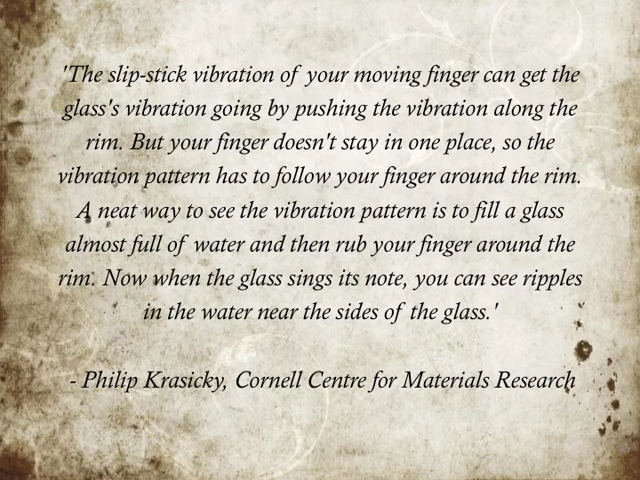 'The slip-stick vibration of your moving finger can get the
glass's vibration going by pushing the vibration along the
rim. But your finger doesn't stay in one place, so the
vibration pattern has to follow your finger around the rim.
A neat way to see the vibration pattern is to fill a glass
almost full of water and then rub your finger around the
rim. Now when the glass sings its note, you can see ripples
in the water near the sides of the glass.'
- Philip Krasicky, Cornell Centre for Materials Research